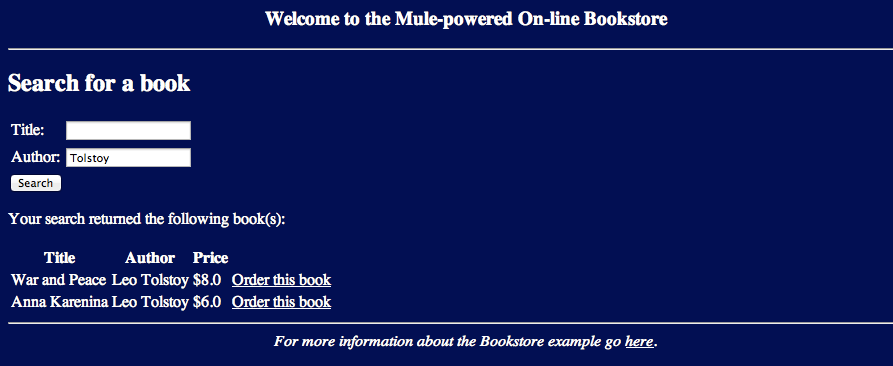 Welcome to the Mule-powered On-line Bookstore
Search for a book
Title:
Author: Tolstoy
Search
Your search returned the following book(s):
Title Author Price
War and Peace Leo Tolstoy $8.0 Order this book
Anna Karenina Leo Tolstoy $6.0 Order this book
For more information about the Bookstore example go here.